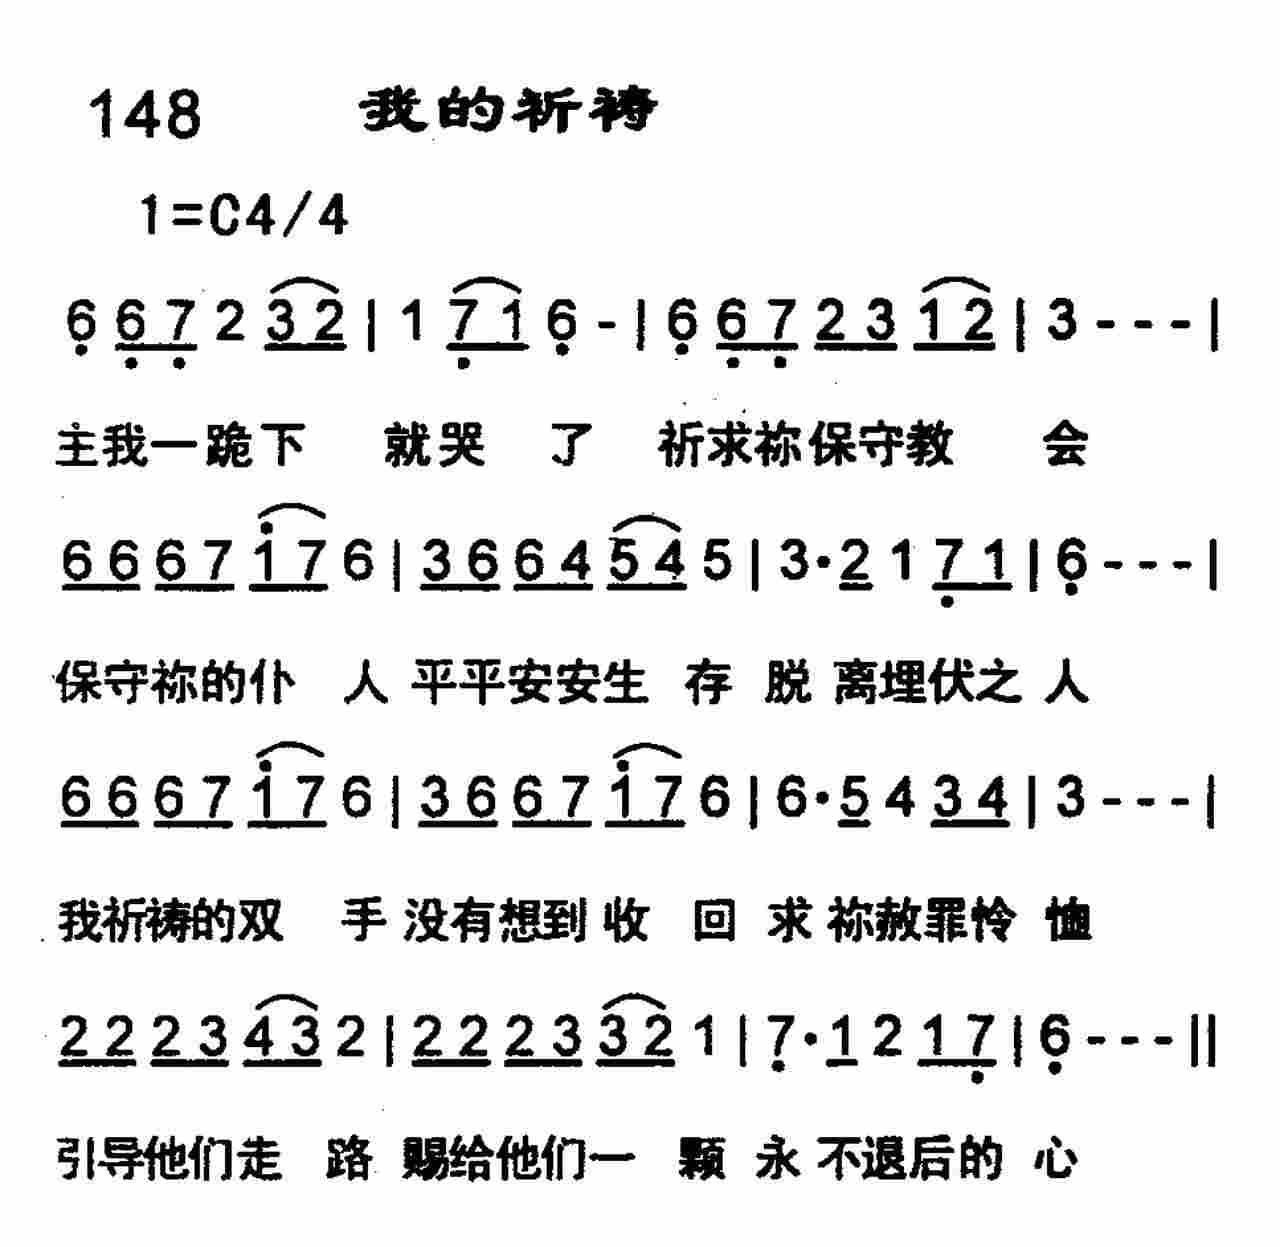 148 我的祈祷
1=C4/4
6̣ 6̣ 7̣ 2 3 2 | 1 7̣ 1 6̣ - | 6̣ 6̣ 7̣ 2 3 1 2 | 3 - - - |
主我一跪下 就哭 了 祈求祢保守教 会
6 6 6 7 1̇ 7 6 | 3 6 6 4 5 4 5 | 3 · 2 1 7̣ 1 | 6̣ - - - |
保守祢的仆 人 平平安安生 存 脱 离埋伏之 人
6 6 6 7 1̇ 7 6 | 3 6 6 7 1̇ 7 6 | 6 · 5 4 3 4 | 3 - - - |
我祈祷的双 手 没有想到 收 回 求 祢赦罪怜 恤
2 2 2 3 4 3 2 | 2 2 2 3 3 2 1 | 7̣ · 1 2 1 7̣ | 6̣ - - - ||
引导他们走 路 赐给他们一 颗 永 不退后的 心